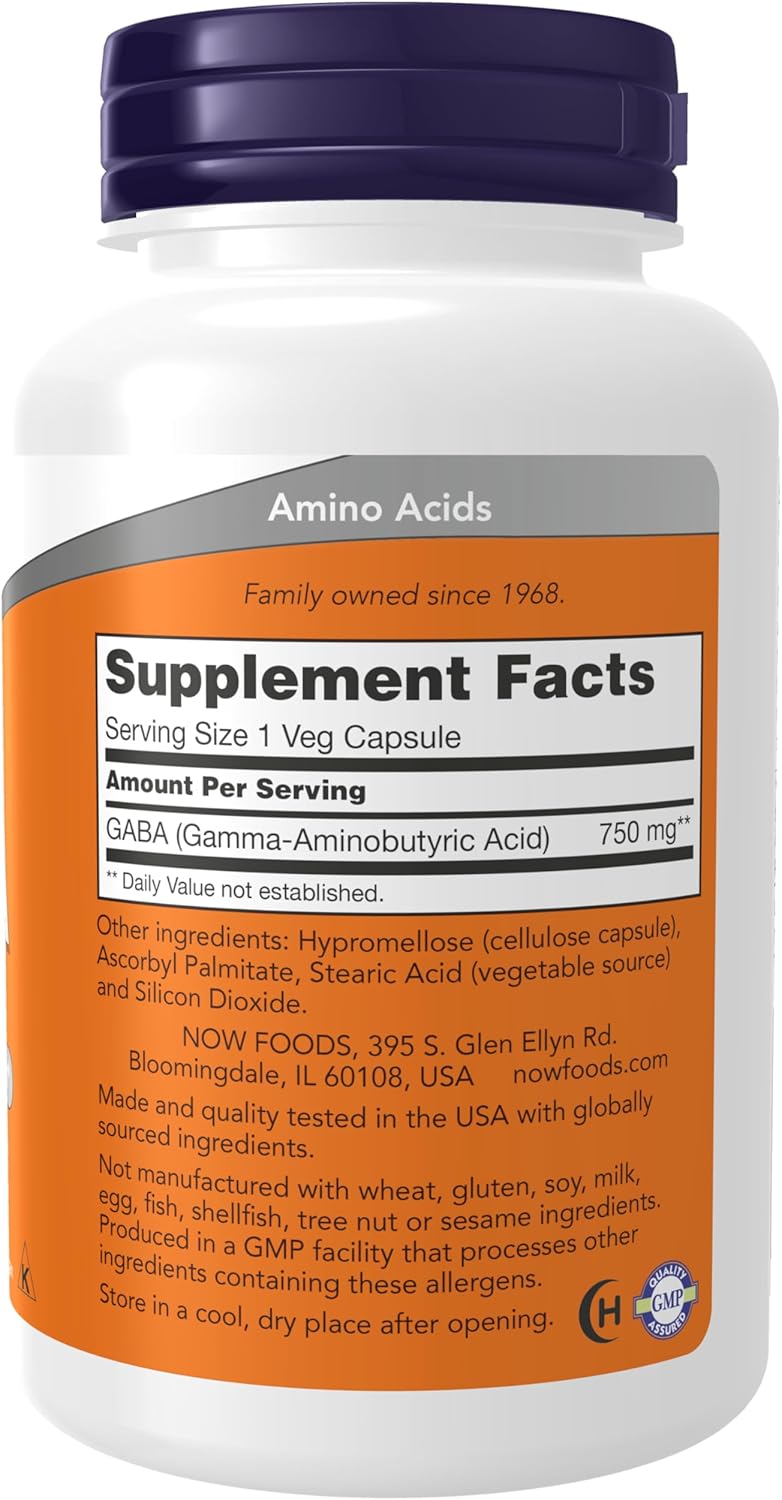 Amino Acids
Family owned since 1968.
Supplement Facts
Serving Size 1 Veg Capsule
Amount Per Serving
GABA (Gamma-Aminobutyric Acid) 750 mg**
** Daily Value not established.
Other ingredients: Hypromellose (cellulose capsule),
Ascorbyl Palmitate, Stearic Acid (vegetable source)
and Silicon Dioxide.
NOW FOODS, 395 S. Glen Ellyn Rd.
Bloomingdale, IL 60108, USA nowfoods.com
Made and quality tested in the USA with globally
sourced ingredients.
Not manufactured with wheat, gluten, soy, milk,
egg, fish, shellfish, tree nut or sesame ingredients.
Produced in a GMP facility that processes other
ingredients containing these allergens.
Store in a cool, dry place after opening.
K
H
QUALITY
GMP
ASSURED